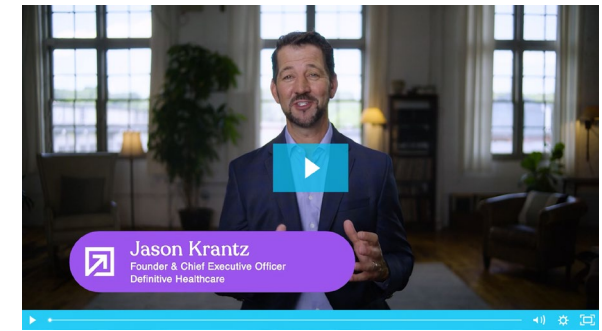 Jason Krantz
Founder & Chief Executive Officer
Definitive Healthcare